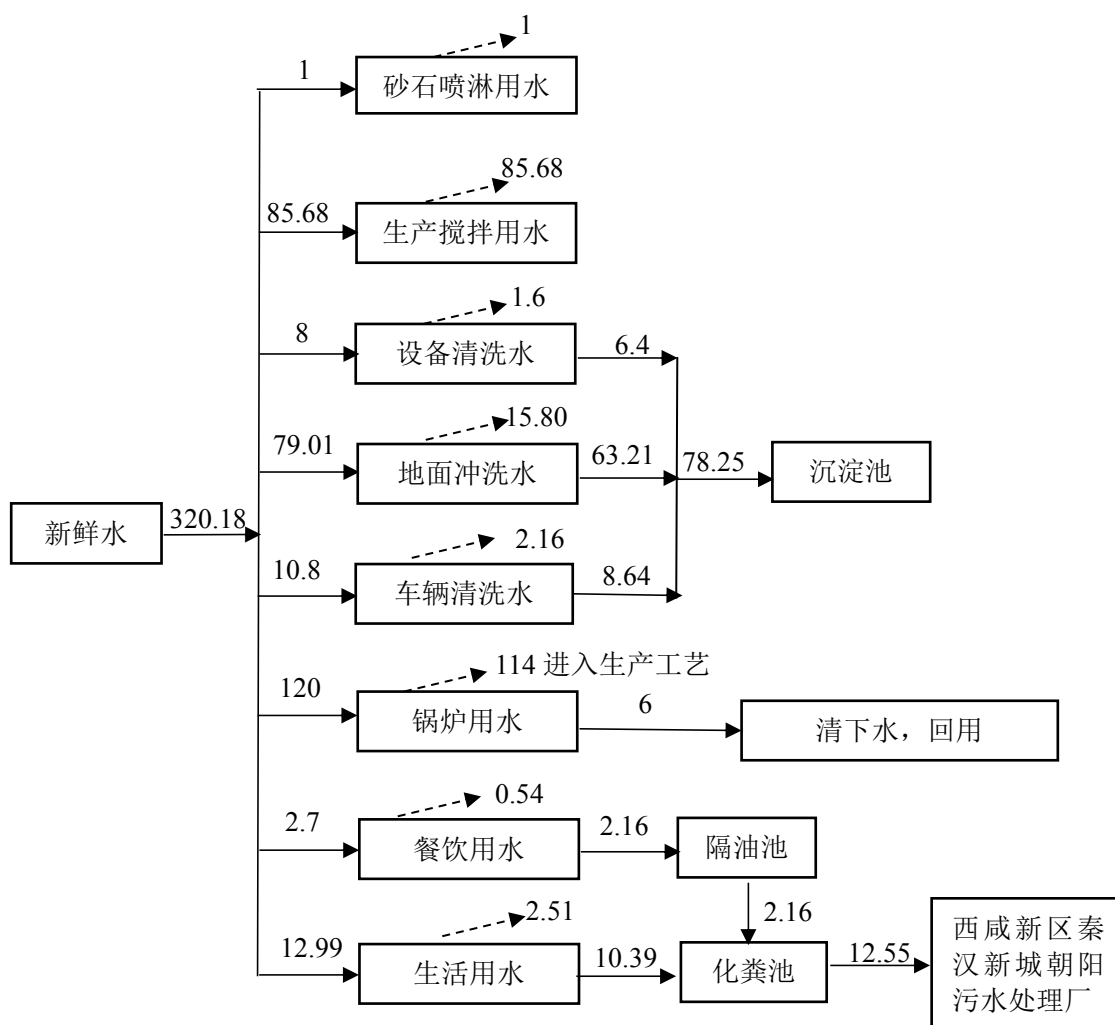 1
1
砂石喷淋用水
85.68
85.68
生产搅拌用水
1.6
8
设备清洗水
6.4
15.80
79.01
地面冲洗水
63.21
78.25
沉淀池
新鲜水
320.18
2.16
10.8
车辆清洗水
8.64
114 进入生产工艺
120
锅炉用水
6
清下水，回用
0.54
2.7
餐饮用水
2.16
隔油池
2.16
2.51
12.99
生活用水
10.39
化粪池
12.55
西咸新区秦
汉新城朝阳
污水处理厂